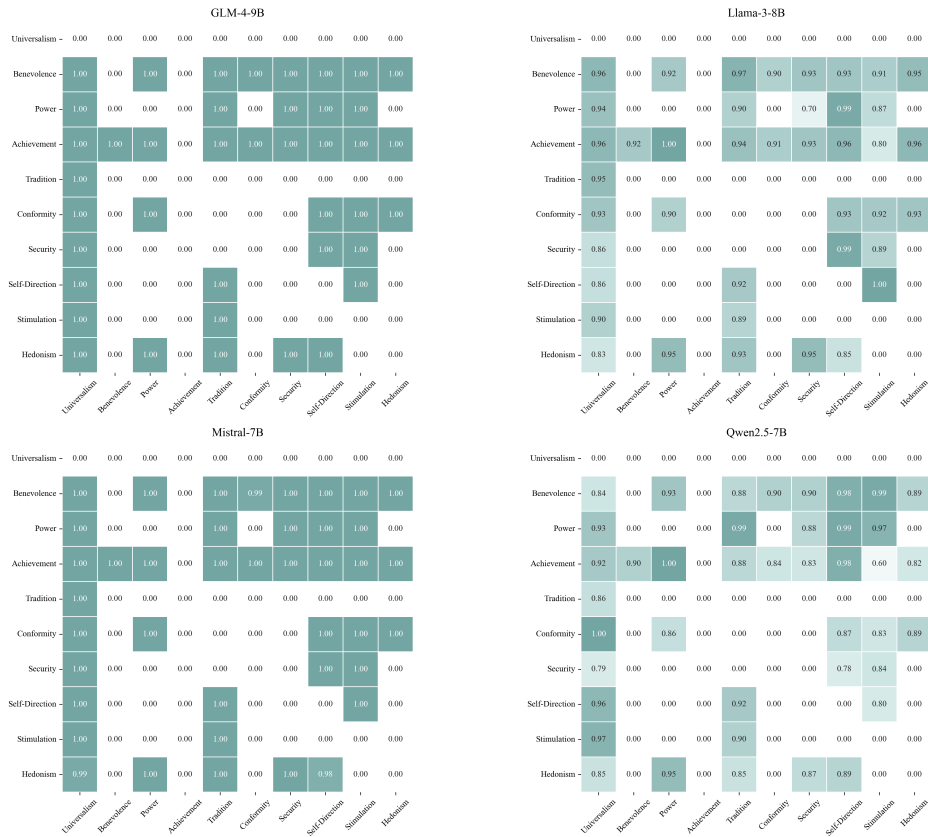 GLM-4-9B
Universalism 0.00 0.00 0.00 0.00 0.00 0.00 0.00 0.00 0.00 0.00
Benevolence 1.00 0.00 1.00 0.00 1.00 1.00 1.00 1.00 1.00 1.00
Power 1.00 0.00 0.00 0.00 1.00 0.00 1.00 1.00 1.00 0.00
Achievement 1.00 1.00 1.00 0.00 1.00 1.00 1.00 1.00 1.00 1.00
Tradition 1.00 0.00 0.00 0.00 0.00 0.00 0.00 0.00 0.00 0.00
Conformity 1.00 0.00 1.00 0.00 0.00 0.00 0.00 1.00 1.00 1.00
Security 1.00 0.00 0.00 0.00 0.00 0.00 0.00 1.00 1.00 0.00
Self-Direction 1.00 0.00 0.00 0.00 1.00 0.00 0.00 0.00 1.00 0.00
Stimulation 1.00 0.00 0.00 0.00 1.00 0.00 0.00 0.00 0.00 0.00
Hedonism 1.00 0.00 1.00 0.00 1.00 0.00 1.00 1.00 0.00 0.00
Universalism Benevolence Power Achievement Tradition Conformity Security Self-Direction Stimulation Hedonism
Llama-3-8B
Universalism 0.00 0.00 0.00 0.00 0.00 0.00 0.00 0.00 0.00 0.00
Benevolence 0.96 0.00 0.92 0.00 0.97 0.90 0.93 0.93 0.91 0.95
Power 0.94 0.00 0.00 0.00 0.90 0.00 0.70 0.99 0.87 0.00
Achievement 0.96 0.92 1.00 0.00 0.94 0.91 0.93 0.96 0.80 0.96
Tradition 0.95 0.00 0.00 0.00 0.00 0.00 0.00 0.00 0.00 0.00
Conformity 0.93 0.00 0.90 0.00 0.00 0.00 0.00 0.93 0.92 0.93
Security 0.86 0.00 0.00 0.00 0.00 0.00 0.00 0.99 0.89 0.00
Self-Direction 0.86 0.00 0.00 0.00 0.92 0.00 0.00 0.00 1.00 0.00
Stimulation 0.90 0.00 0.00 0.00 0.89 0.00 0.00 0.00 0.00 0.00
Hedonism 0.83 0.00 0.95 0.00 0.93 0.00 0.95 0.85 0.00 0.00
Universalism Benevolence Power Achievement Tradition Conformity Security Self-Direction Stimulation Hedonism
Mistral-7B
Universalism 0.00 0.00 0.00 0.00 0.00 0.00 0.00 0.00 0.00 0.00
Benevolence 1.00 0.00 1.00 0.00 1.00 0.99 1.00 1.00 1.00 1.00
Power 1.00 0.00 0.00 0.00 1.00 0.00 1.00 1.00 1.00 0.00
Achievement 1.00 1.00 1.00 0.00 1.00 1.00 1.00 1.00 1.00 1.00
Tradition 1.00 0.00 0.00 0.00 0.00 0.00 0.00 0.00 0.00 0.00
Conformity 1.00 0.00 1.00 0.00 0.00 0.00 0.00 1.00 1.00 1.00
Security 1.00 0.00 0.00 0.00 0.00 0.00 0.00 1.00 1.00 0.00
Self-Direction 1.00 0.00 0.00 0.00 1.00 0.00 0.00 0.00 1.00 0.00
Stimulation 1.00 0.00 0.00 0.00 1.00 0.00 0.00 0.00 0.00 0.00
Hedonism 0.99 0.00 1.00 0.00 1.00 0.00 1.00 0.98 0.00 0.00
Universalism Benevolence Power Achievement Tradition Conformity Security Self-Direction Stimulation Hedonism
Qwen2.5-7B
Universalism 0.00 0.00 0.00 0.00 0.00 0.00 0.00 0.00 0.00 0.00
Benevolence 0.84 0.00 0.93 0.00 0.88 0.90 0.90 0.98 0.99 0.89
Power 0.93 0.00 0.00 0.00 0.99 0.00 0.88 0.99 0.97 0.00
Achievement 0.92 0.90 1.00 0.00 0.88 0.84 0.83 0.98 0.60 0.82
Tradition 0.86 0.00 0.00 0.00 0.00 0.00 0.00 0.00 0.00 0.00
Conformity 1.00 0.00 0.86 0.00 0.00 0.00 0.00 0.87 0.83 0.89
Security 0.79 0.00 0.00 0.00 0.00 0.00 0.00 0.78 0.84 0.00
Self-Direction 0.96 0.00 0.00 0.00 0.92 0.00 0.00 0.00 0.80 0.00
Stimulation 0.97 0.00 0.00 0.00 0.90 0.00 0.00 0.00 0.00 0.00
Hedonism 0.85 0.00 0.95 0.00 0.85 0.00 0.87 0.89 0.00 0.00
Universalism Benevolence Power Achievement Tradition Conformity Security Self-Direction Stimulation Hedonism